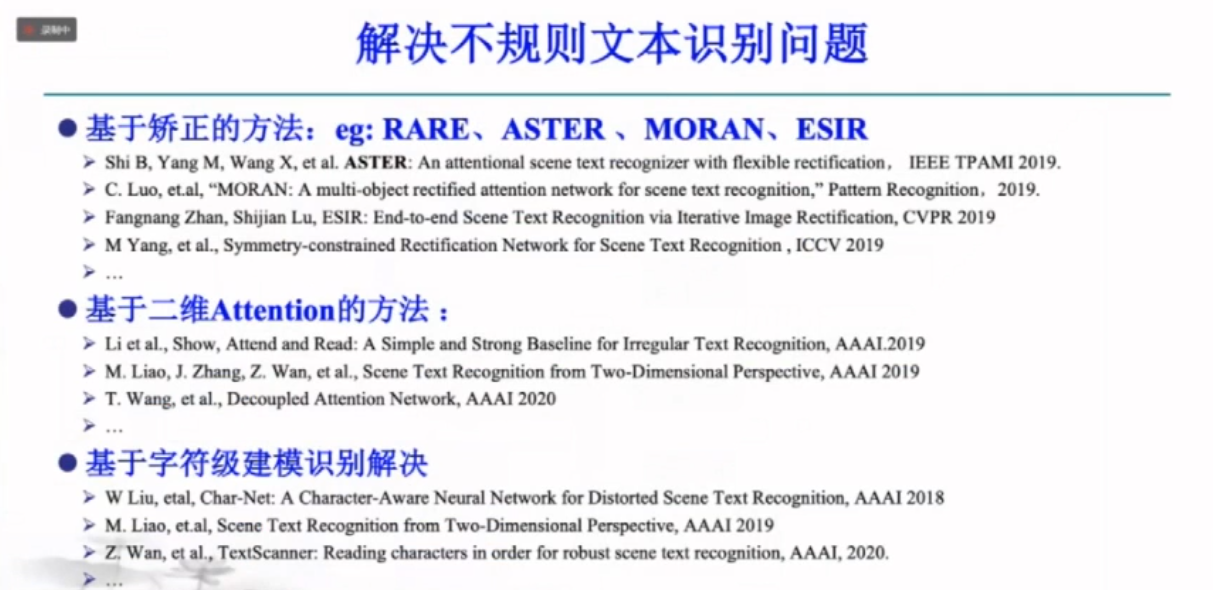 录制中
解决不规则文本识别问题
● 基于矫正的方法：eg: RARE、ASTER 、MORAN、ESIR
➢ Shi B, Yang M, Wang X, et al. ASTER: An attentional scene text recognizer with flexible rectification， IEEE TPAMI 2019.
➢ C. Luo, et.al, “MORAN: A multi-object rectified attention network for scene text recognition,” Pattern Recognition，2019.
➢ Fangnang Zhan, Shijian Lu, ESIR: End-to-end Scene Text Recognition via Iterative Image Rectification, CVPR 2019
➢ M Yang, et al., Symmetry-constrained Rectification Network for Scene Text Recognition , ICCV 2019
➢ …
● 基于二维Attention的方法 ：
➢ Li et al., Show, Attend and Read: A Simple and Strong Baseline for Irregular Text Recognition, AAAI.2019
➢ M. Liao, J. Zhang, Z. Wan, et al., Scene Text Recognition from Two-Dimensional Perspective, AAAI 2019
➢ T. Wang, et al., Decoupled Attention Network, AAAI 2020
➢ …
● 基于字符级建模识别解决
➢ W Liu, etal, Char-Net: A Character-Aware Neural Network for Distorted Scene Text Recognition, AAAI 2018
➢ M. Liao, et.al, Scene Text Recognition from Two-Dimensional Perspective, AAAI 2019
➢ Z. Wan, et al., TextScanner: Reading characters in order for robust scene text recognition, AAAI, 2020.
➢ …